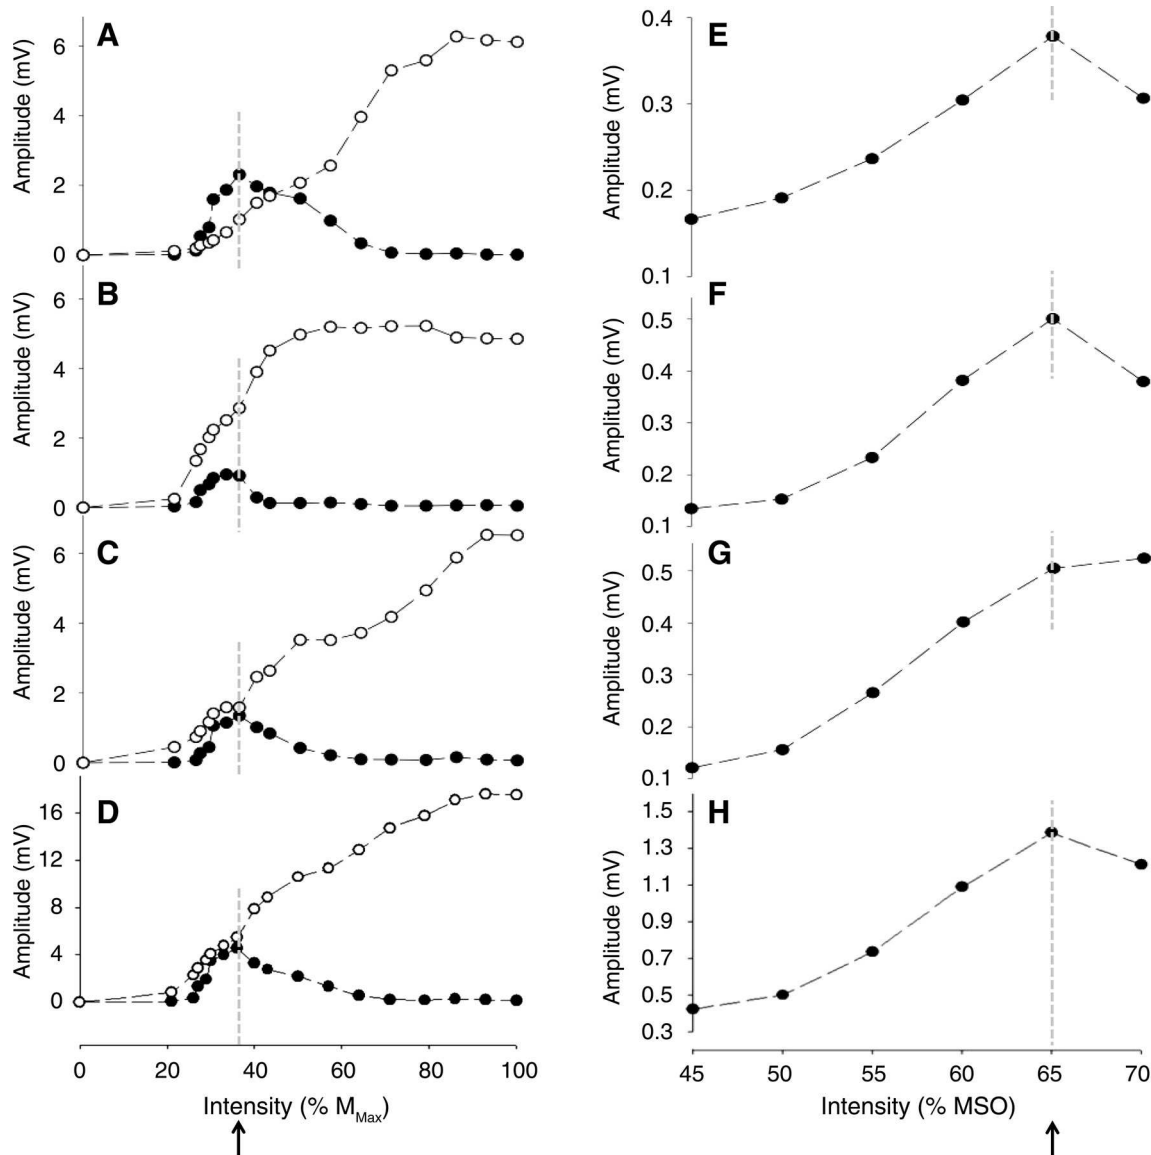 A
Amplitude (mV)
6
4
2
0
B
Amplitude (mV)
6
4
2
0
C
Amplitude (mV)
6
4
2
0
D
Amplitude (mV)
16
12
8
4
0
0 20 40 60 80 100
Intensity (% MMax)
E
Amplitude (mV)
0.4
0.3
0.2
0.1
F
Amplitude (mV)
0.5
0.4
0.3
0.2
0.1
G
Amplitude (mV)
0.5
0.4
0.3
0.2
0.1
H
Amplitude (mV)
1.5
1.3
1.1
0.9
0.7
0.5
0.3
45 50 55 60 65 70
Intensity (% MSO)